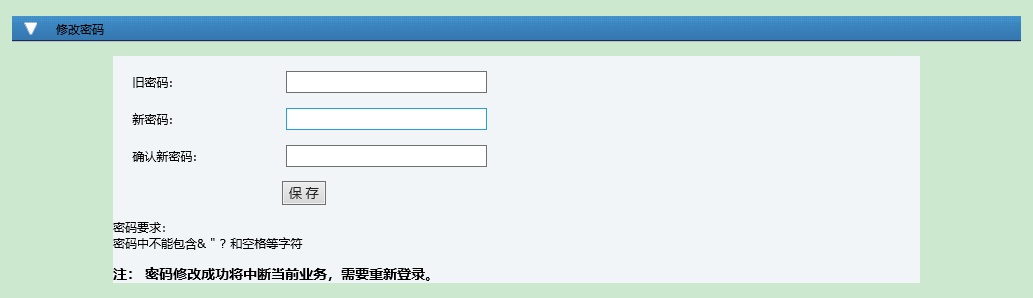 修改密码
旧密码:
新密码:
确认新密码:
保 存
密码要求:
密码中不能包含& " ? 和空格等字符
注： 密码修改成功将中断当前业务，需要重新登录。